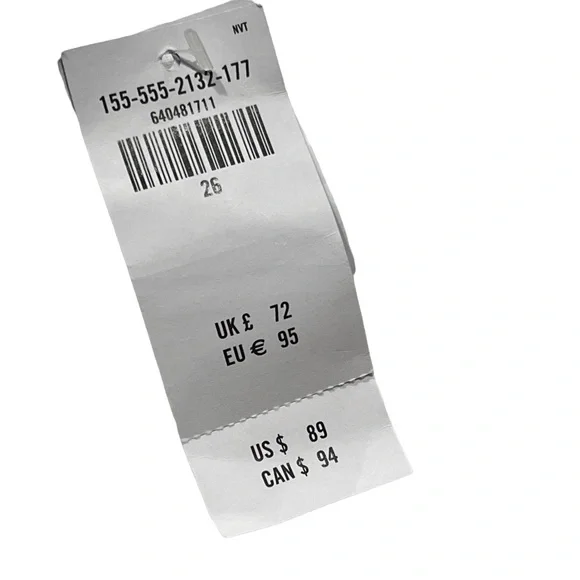 NVT
155-555-2132-177
640481711
26
UK £ 72
EU € 95
US $ 89
CAN $ 94